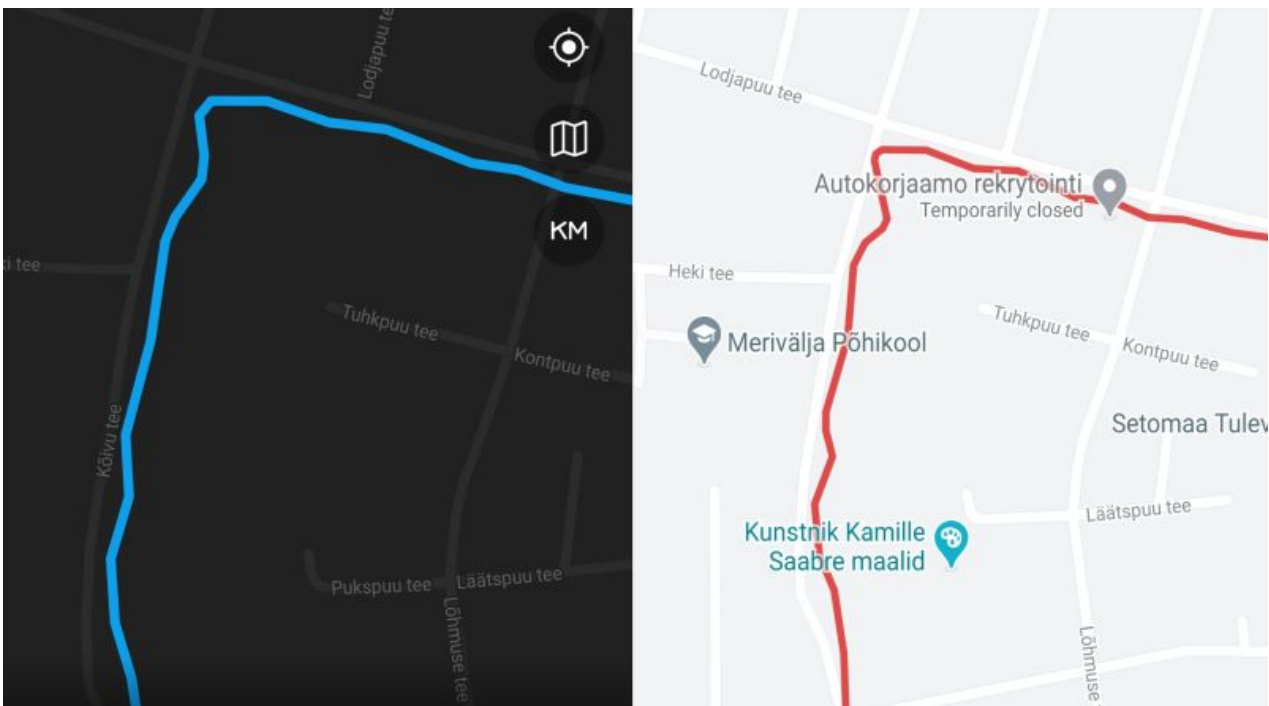 Lodjapuu te
KM
ki tee
Tuhkpuu tee
Kontpuu tee
Kõivu tee
Pukspuu tee
Läätspuu tee
Lõhmuse tee
Lodjapuu tee
Autokorjaamo rekrytointi
Temporarily closed
Heki tee
Merivälja Põhikool
Tuhkpuu tee
Kontpuu tee
Setomaa Tulev
Läätspuu tee
Kunstnik Kamille
Saabre maalid
Lõhmuse